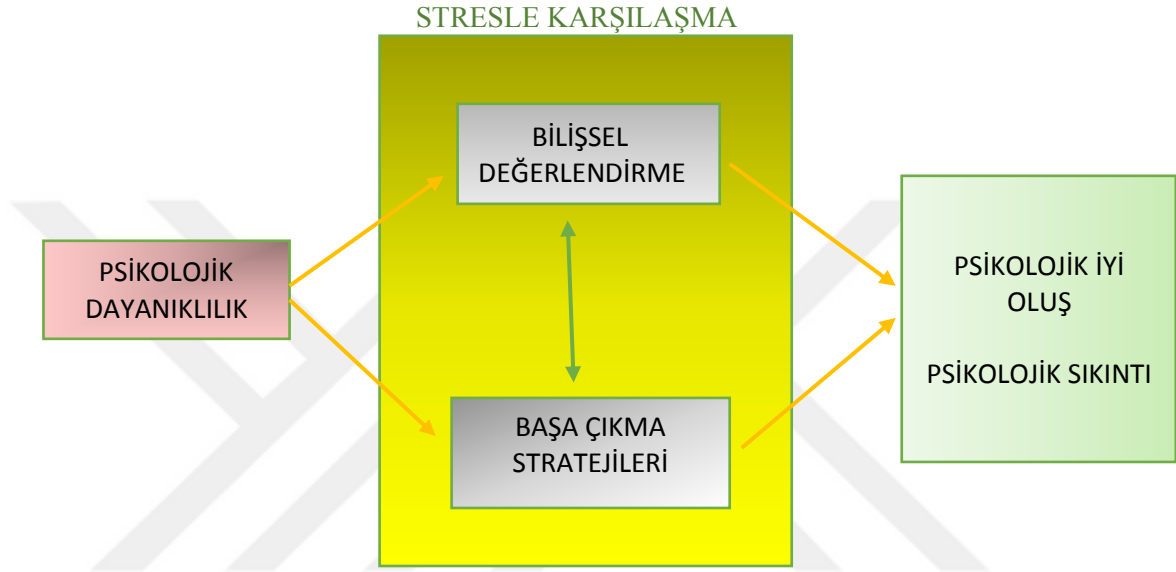 STRESLE KARŞILAŞMA
BİLİŞSEL
DEĞERLENDİRME
PSİKOLOJİK
DAYANIKLILIK
BAŞA ÇIKMA
STRATEJİLERİ
PSİKOLOJİK İYİ
OLUŞ
PSİKOLOJİK SIKINTI